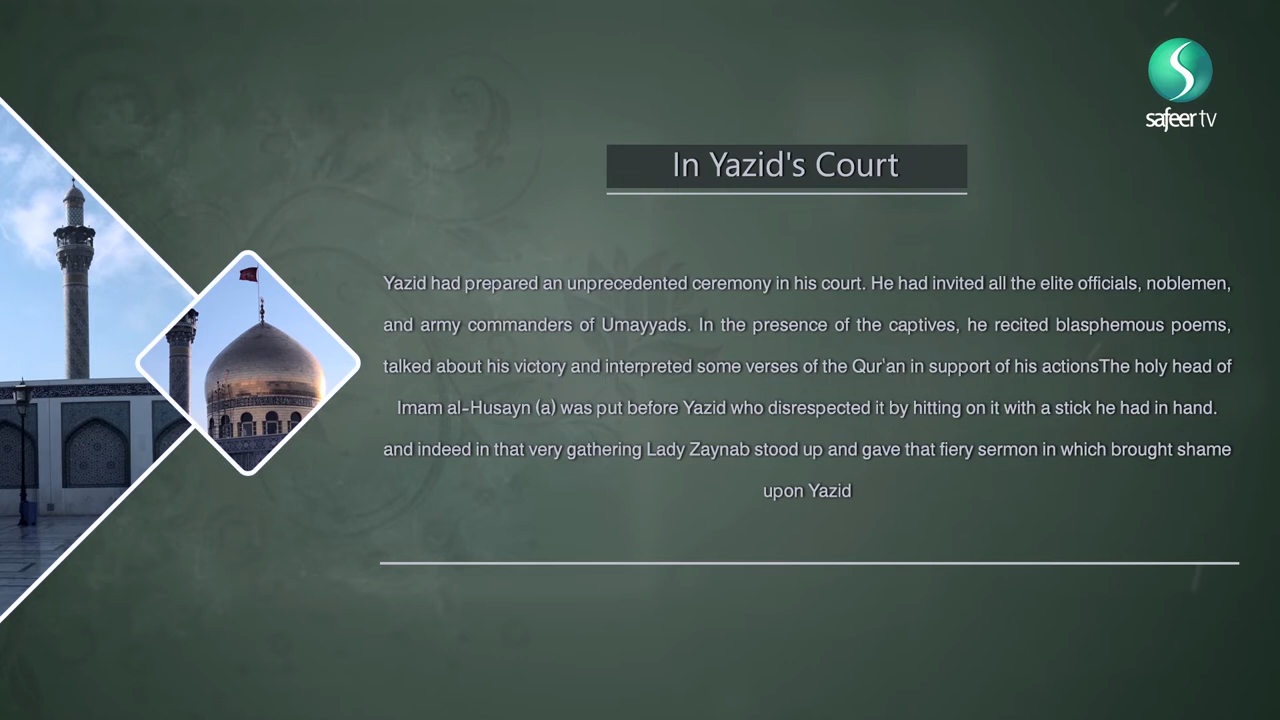 safeer tv
In Yazid's Court
Yazid had prepared an unprecedented ceremony in his court. He had invited all the elite officials, noblemen,
and army commanders of Umayyads. In the presence of the captives, he recited blasphemous poems,
talked about his victory and interpreted some verses of the Qur'an in support of his actionsThe holy head of
Imam al-Husayn (a) was put before Yazid who disrespected it by hitting on it with a stick he had in hand.
and indeed in that very gathering Lady Zaynab stood up and gave that fiery sermon in which brought shame
upon Yazid